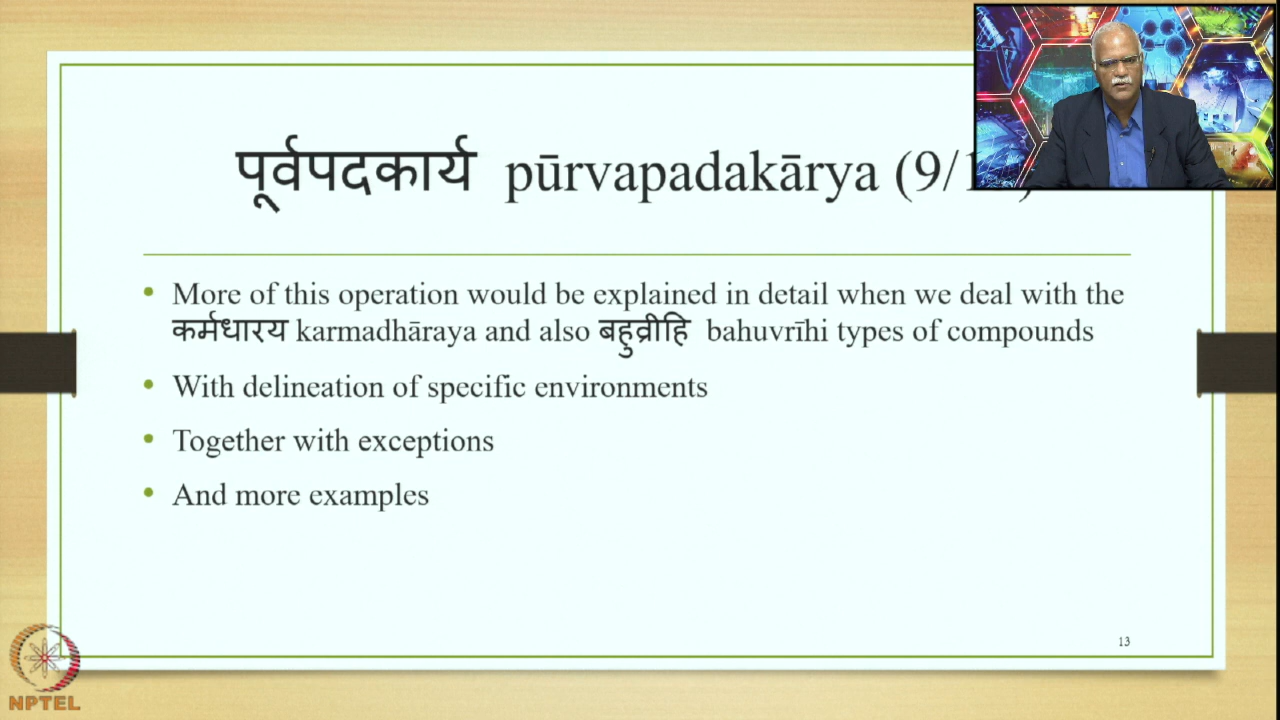 पूर्वपदकार्य pūrvapadakārya (9/
• More of this operation would be explained in detail when we deal with the
कर्मधारय karmadhāraya and also बहुव्रीहि bahuvrīhi types of compounds
• With delineation of specific environments
• Together with exceptions
• And more examples
13
NPTEL